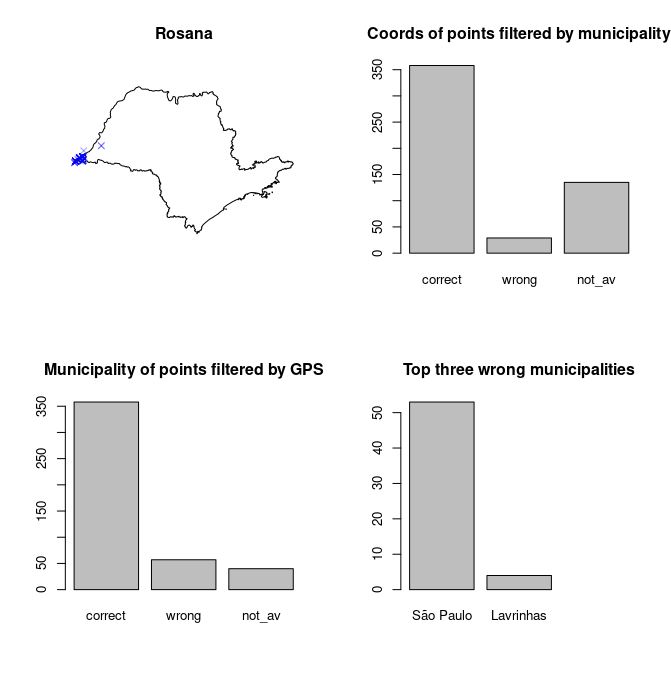 Rosana
Coords of points filtered by municipality
350
250
150
50
0
correct wrong not_av
Municipality of points filtered by GPS
350
250
150
50
0
correct wrong not_av
Top three wrong municipalities
50
40
30
20
10
0
São Paulo Lavrinhas